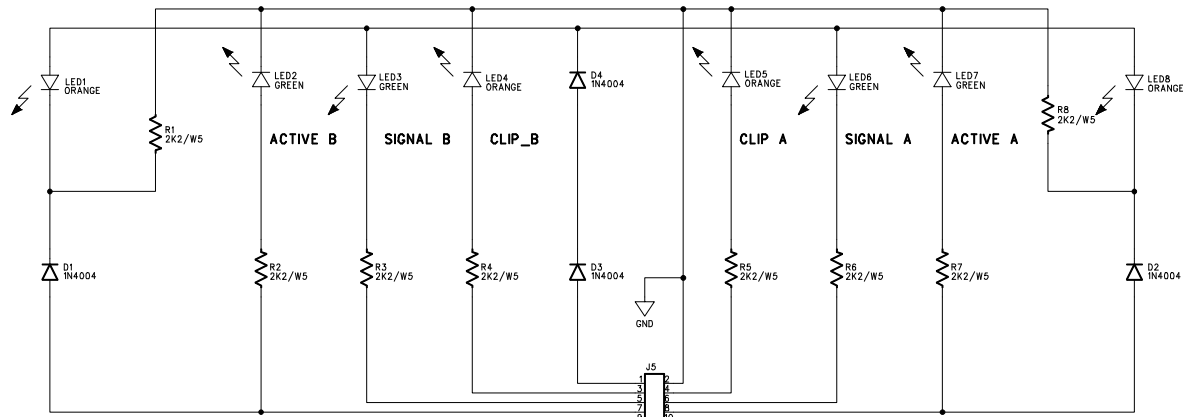 LED1
ORANGE
LED2
GREEN
LED3
GREEN
LED4
ORANGE
D4
1N4004
LED5
ORANGE
LED6
GREEN
LED7
GREEN
LED8
ORANGE
R1
2K2/W5
R8
2K2/W5
ACTIVE B
SIGNAL B
CLIP_B
CLIP A
SIGNAL A
ACTIVE A
D1
1N4004
R2
2K2/W5
R3
2K2/W5
R4
2K2/W5
D3
1N4004
R5
2K2/W5
R6
2K2/W5
R7
2K2/W5
D2
1N4004
GND
J5
1 2
3 4
5 6
7 8
9 10